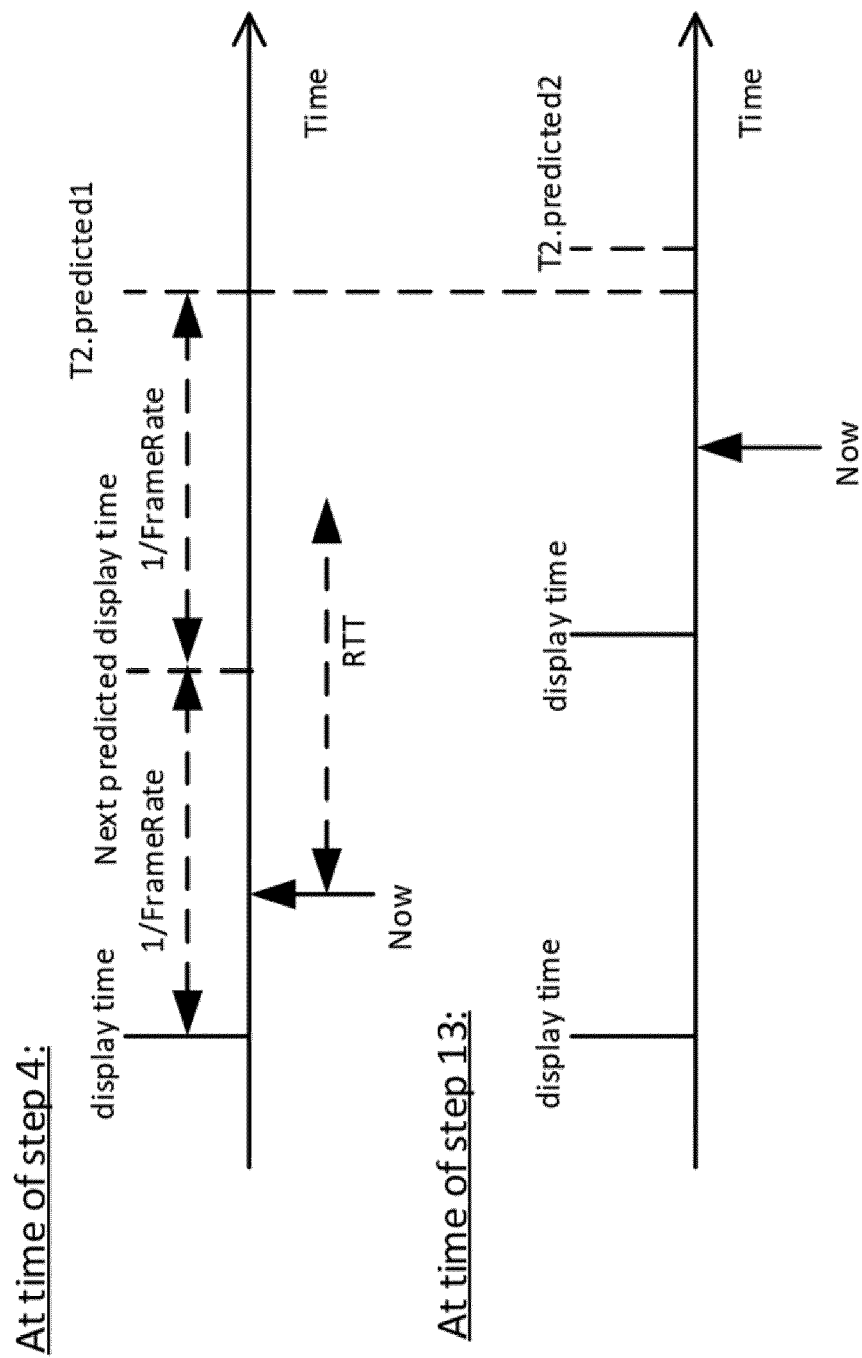 At time of step 4:
display time
Next predicted display time
T2.predicted1
1/FrameRate
1/FrameRate
RTT
Now
Time
At time of step 13:
display time
display time
T2.predicted2
Now
Time